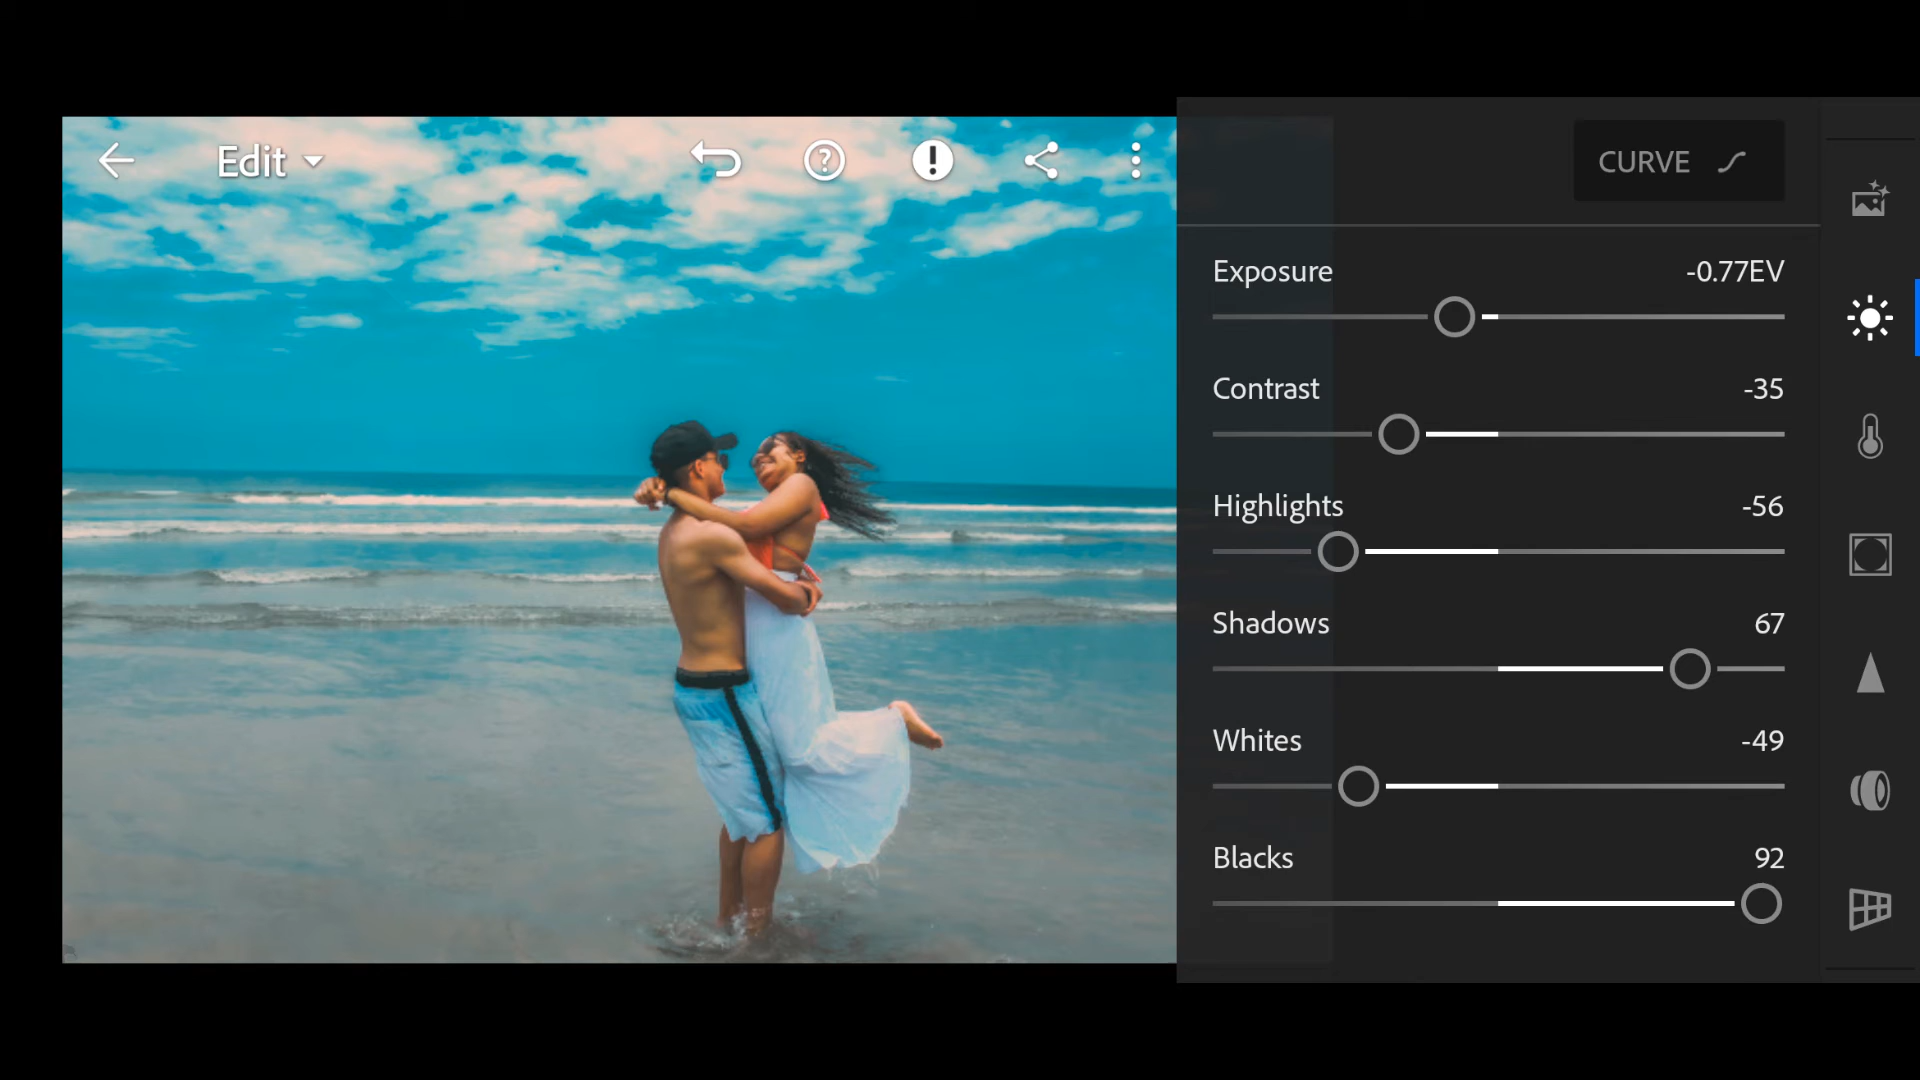 Edit
CURVE
Exposure -0.77EV
Contrast -35
Highlights -56
Shadows 67
Whites -49
Blacks 92